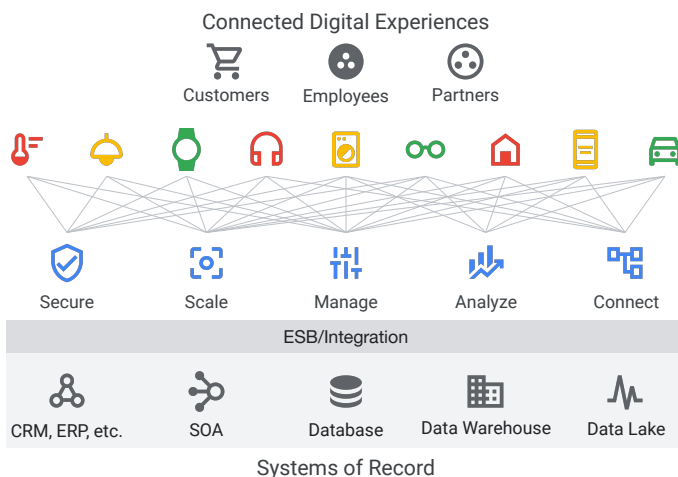 Connected Digital Experiences
Customers
Employees
Partners
Secure
Scale
Manage
Analyze
Connect
ESB/Integration
CRM, ERP, etc.
SOA
Database
Data Warehouse
Data Lake
Systems of Record